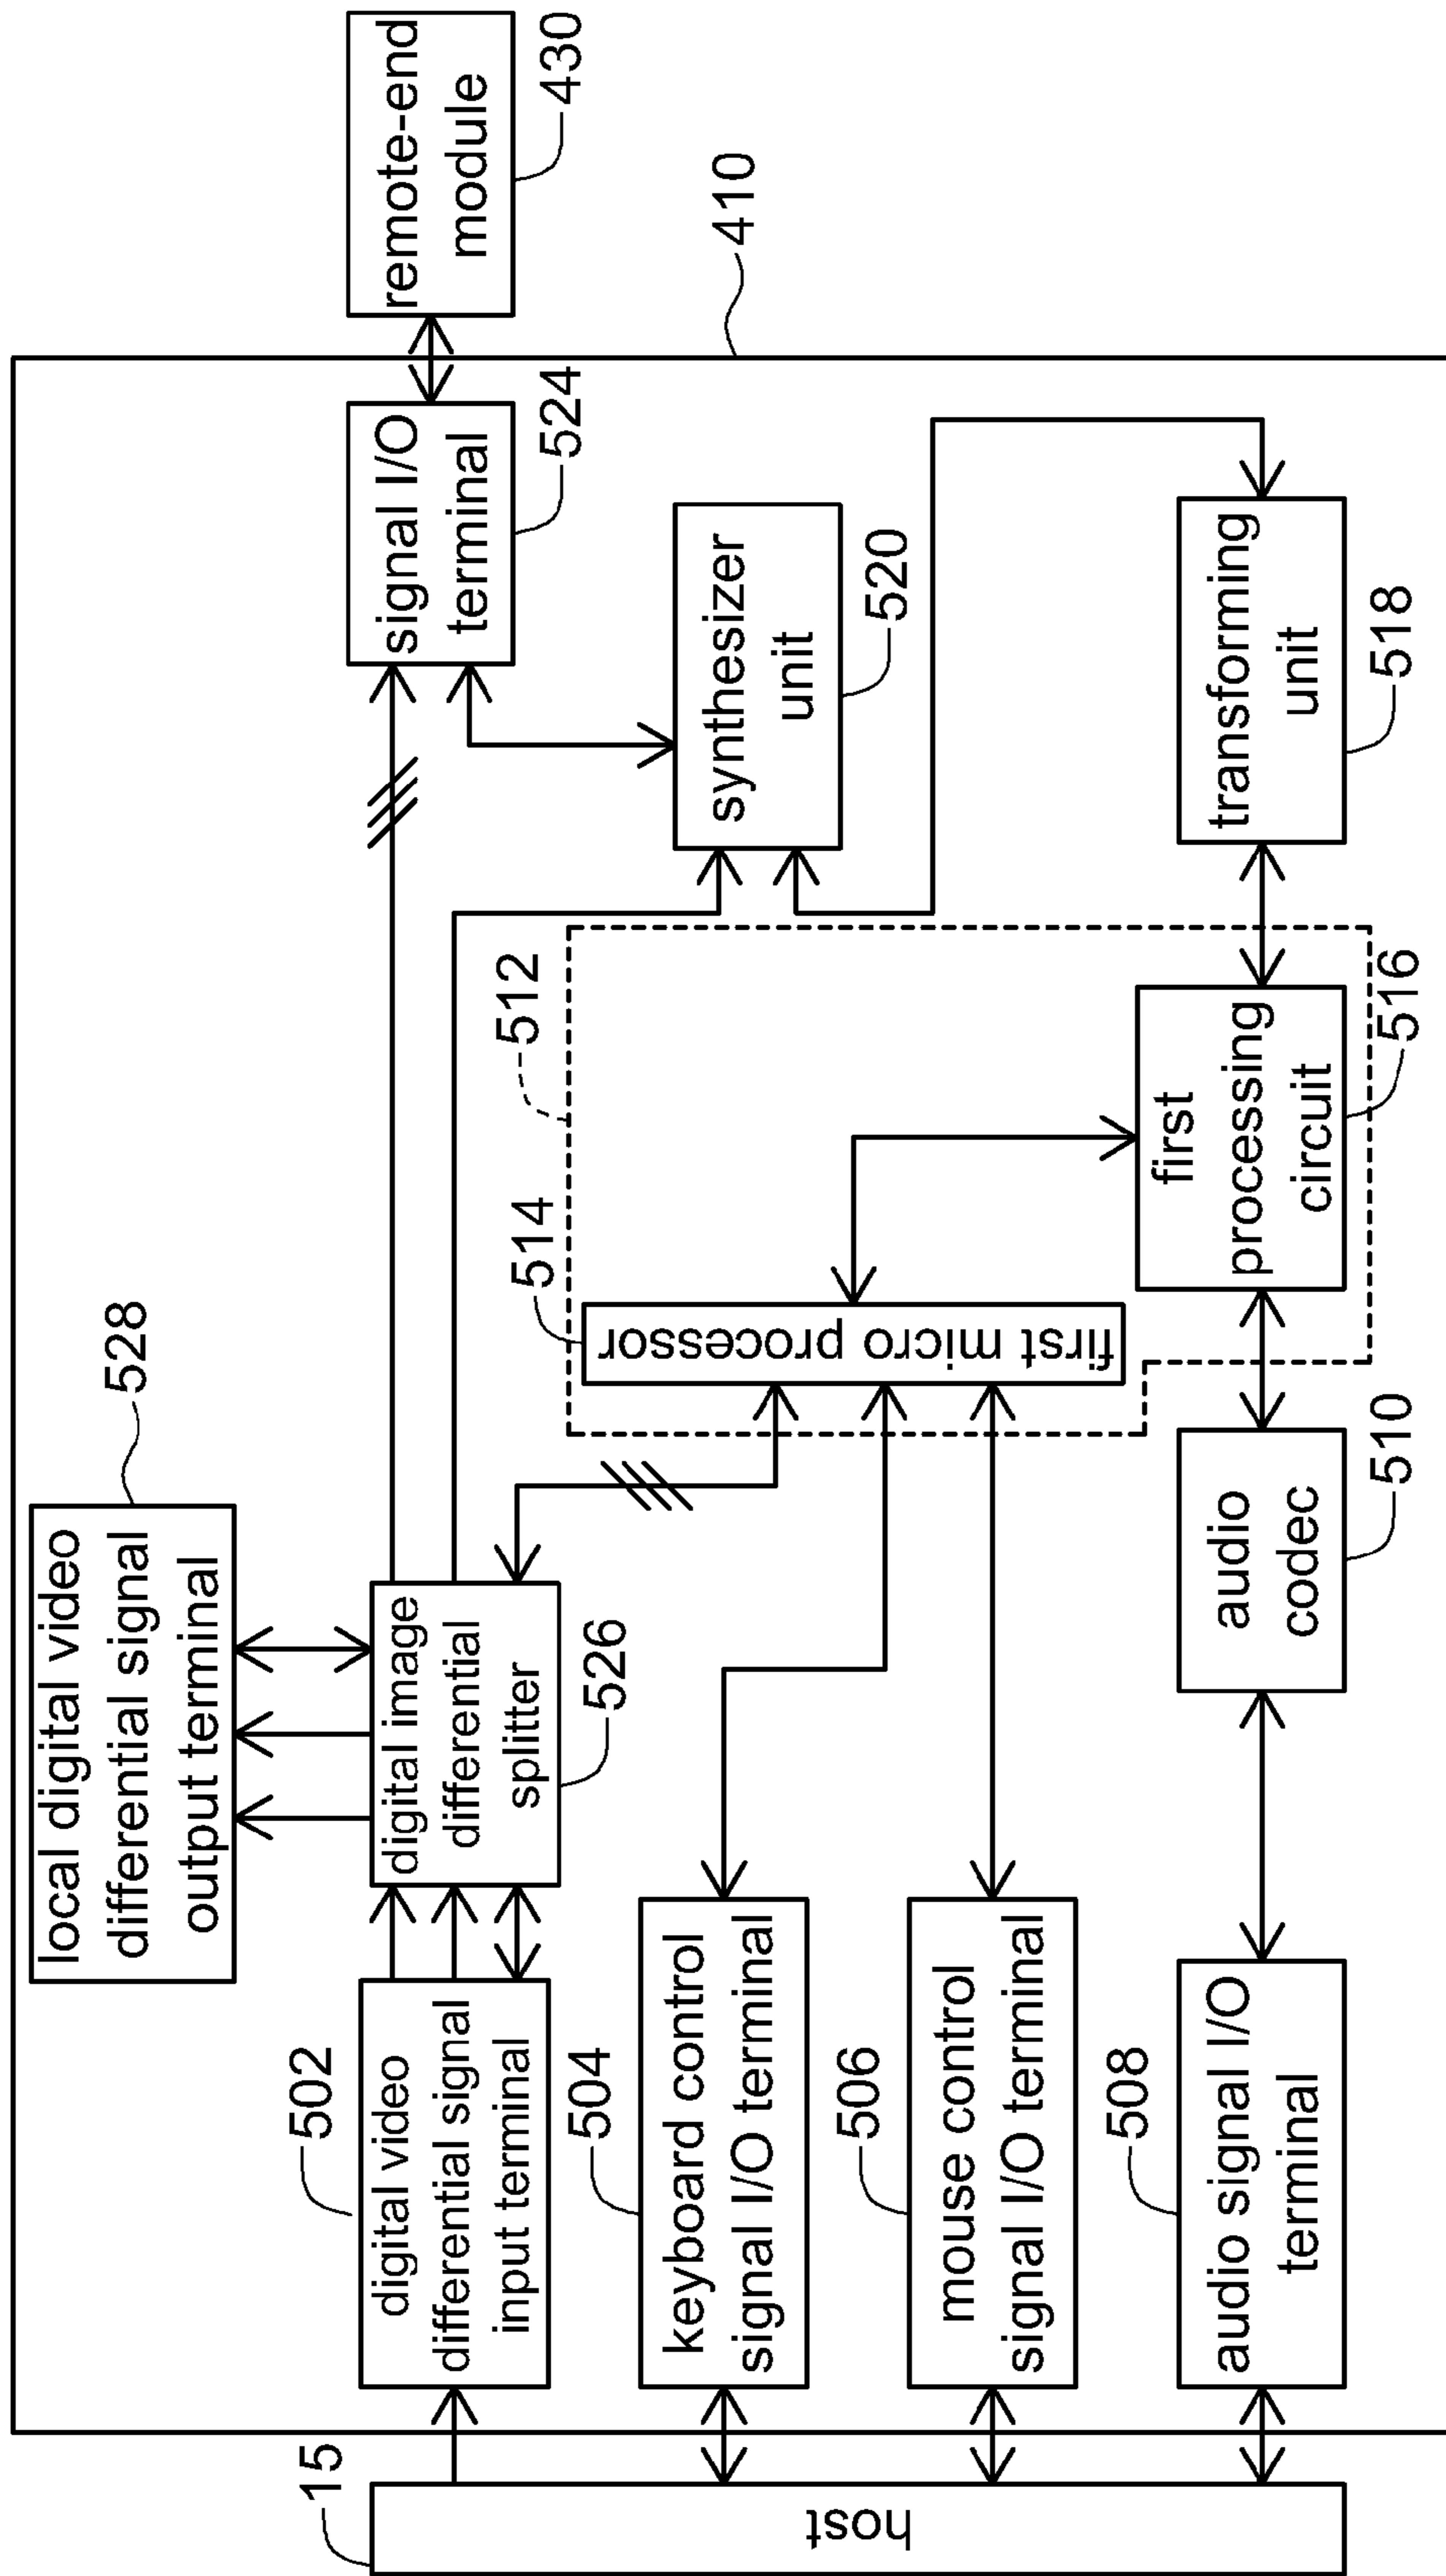 local digital video
differential signal
output terminal
528
15
host
502
digital video
differential signal
input terminal
digital image
differential
splitter
526
signal I/O
terminal
524
remote-end
module
430
410
504
keyboard control
signal I/O terminal
514
first micro processor
512
synthesizer
unit
520
506
mouse control
signal I/O terminal
508
audio signal I/O
terminal
audio
codec
510
first
processing
circuit
516
transforming
unit
518